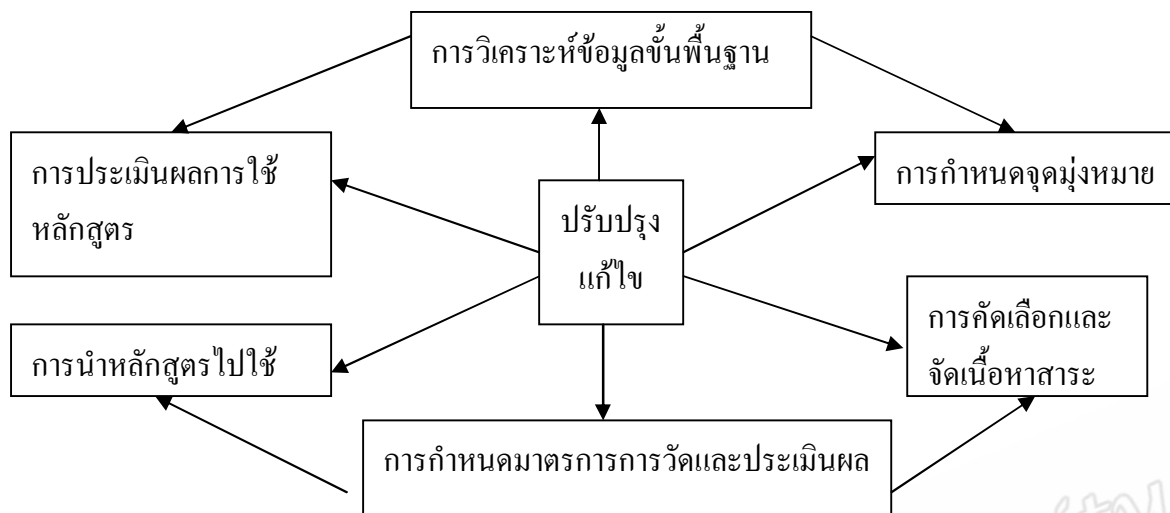 การวิเคราะห์ข้อมูลขั้นพื้นฐาน
การประเมินผลการใช้
หลักสูตร
การกำหนดจุดมุ่งหมาย
ปรับปรุง
แก้ไข
การนำหลักสูตรไปใช้
การคัดเลือกและ
จัดเนื้อหาสาระ
การกำหนดมาตรการการวัดและประเมินผล